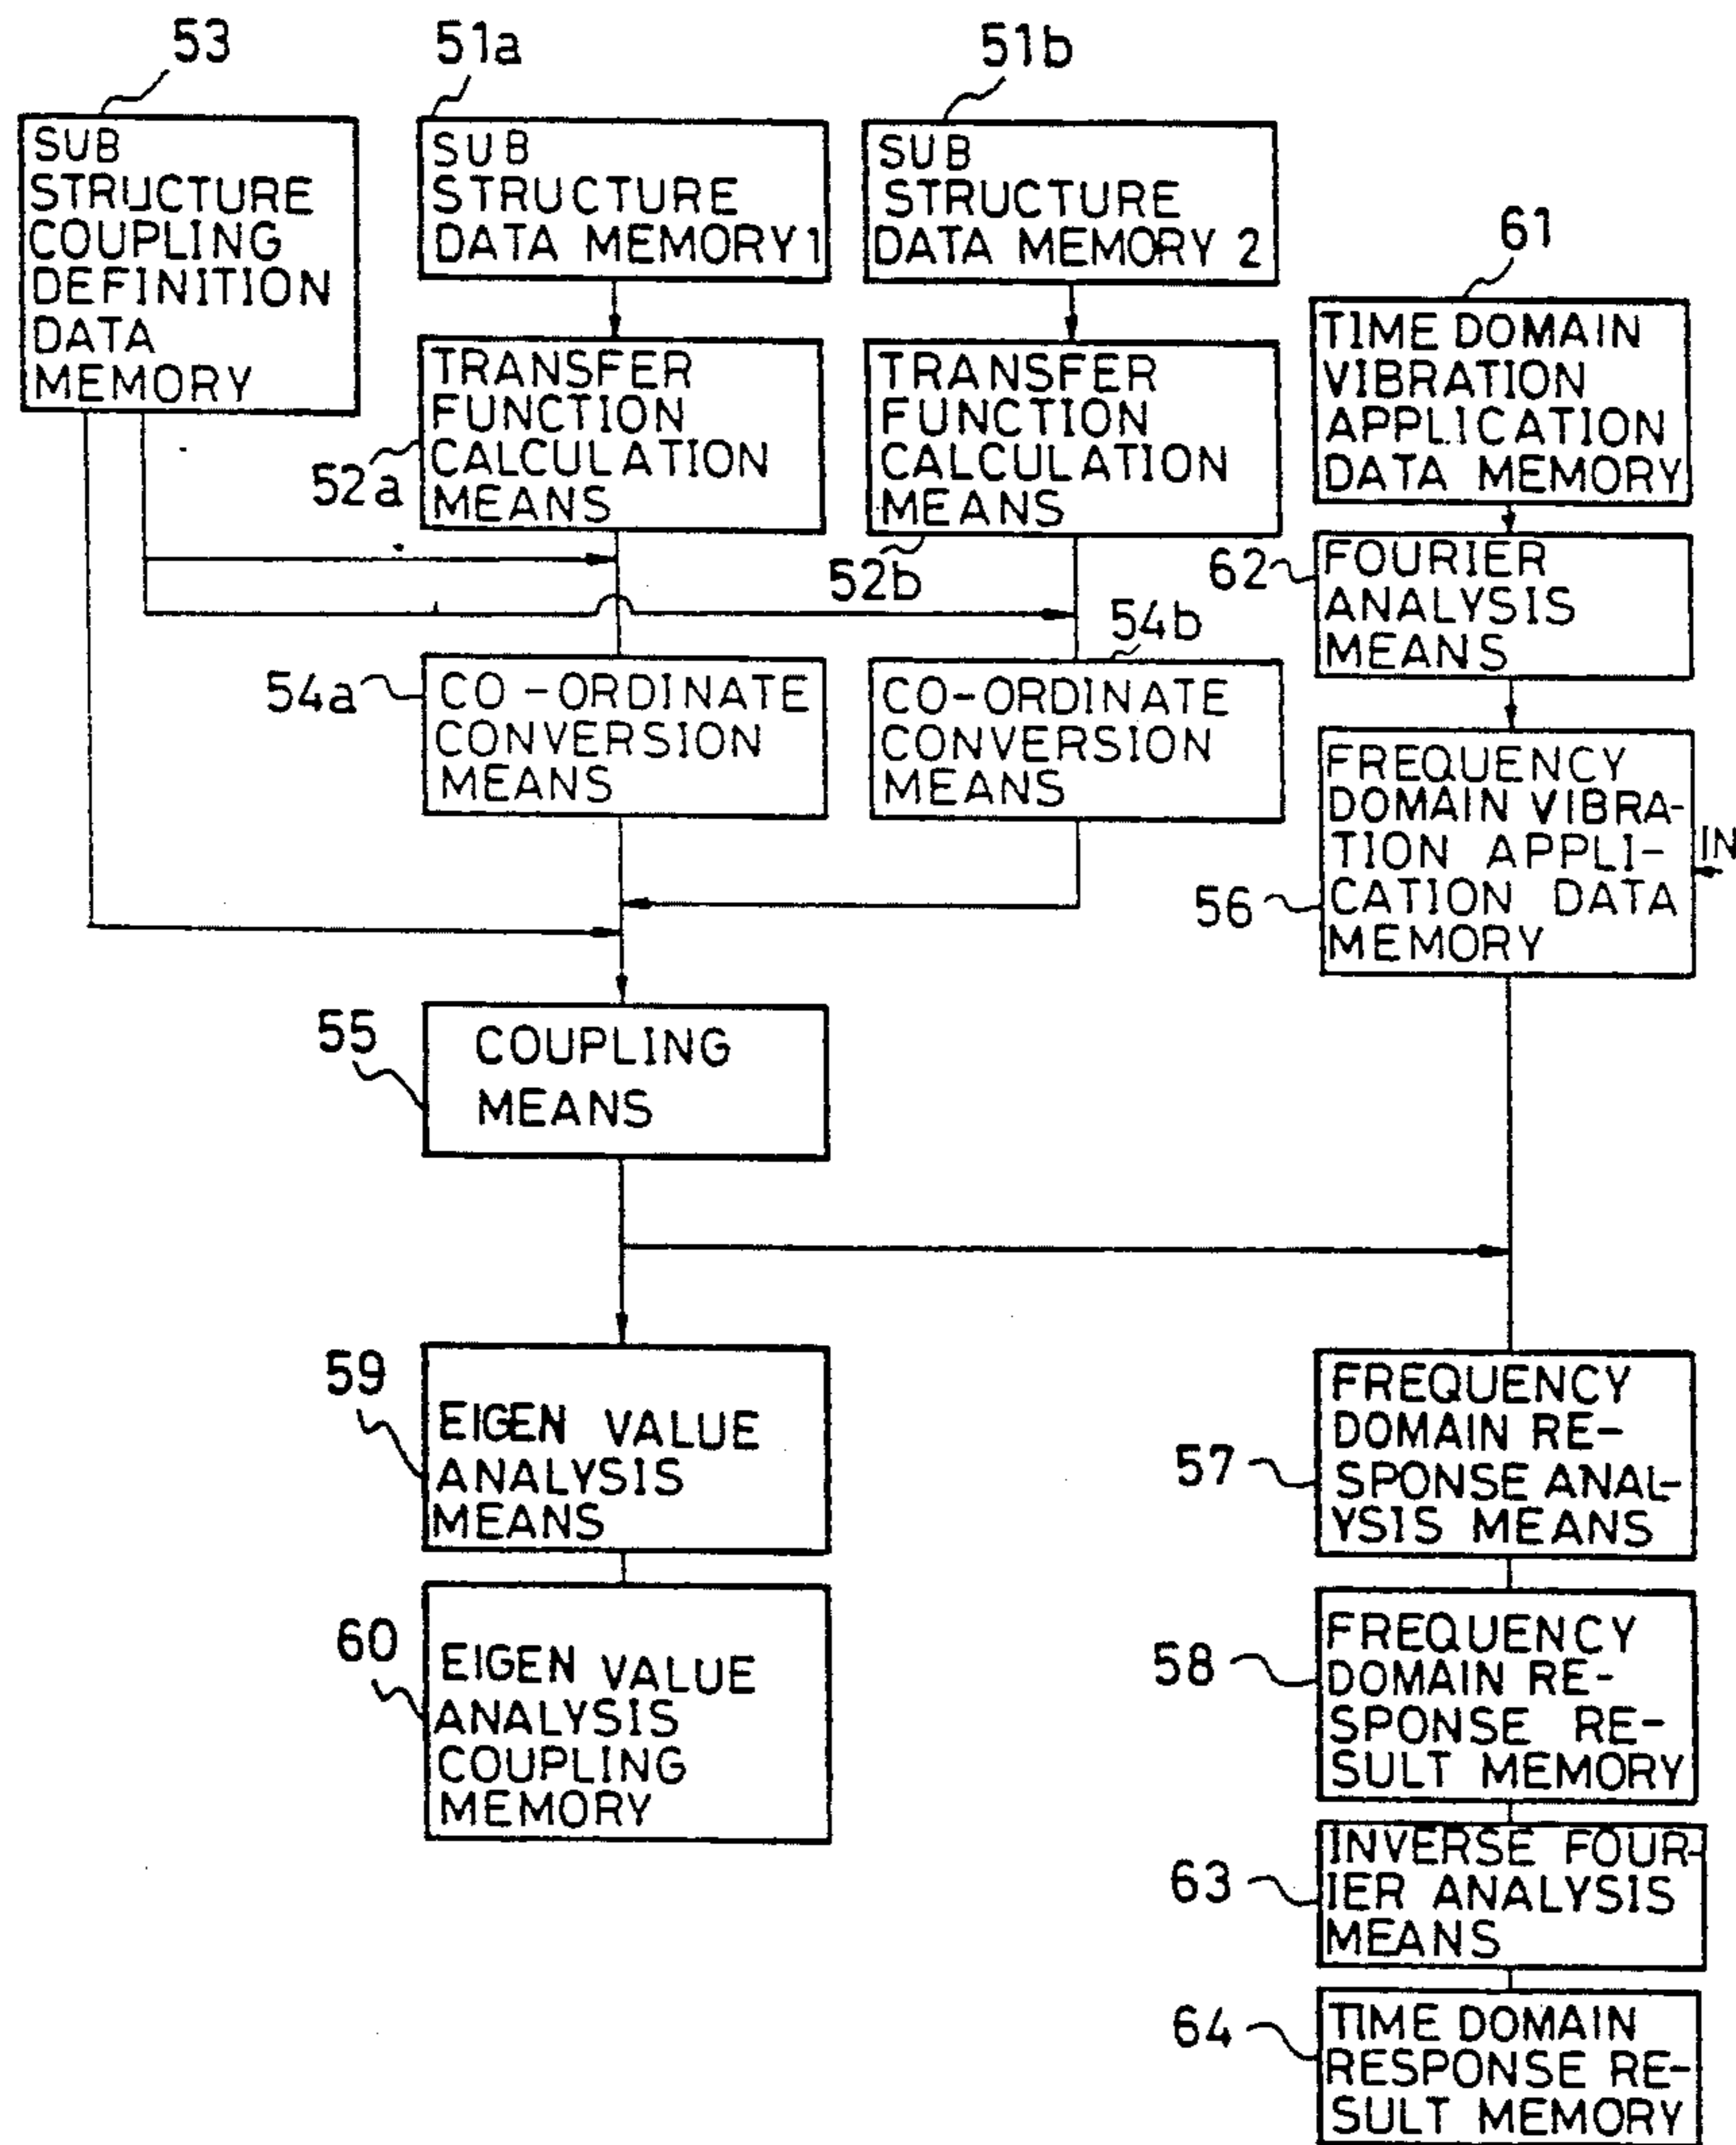 53
SUB
STRUCTURE
COUPLING
DEFINITION
DATA
MEMORY
51a
SUB
STRUCTURE
DATA MEMORY 1
51b
SUB
STRUCTURE
DATA MEMORY 2
52a
TRANSFER
FUNCTION
CALCULATION
MEANS
52b
TRANSFER
FUNCTION
CALCULATION
MEANS
61
TIME DOMAIN
VIBRATION
APPLICATION
DATA MEMORY
62
FOURIER
ANALYSIS
MEANS
54a
CO-ORDINATE
CONVERSION
MEANS
54b
CO-ORDINATE
CONVERSION
MEANS
56
FREQUENCY
DOMAIN VIBRA-
TION APPLI-
CATION DATA
MEMORY
IN
55
COUPLING
MEANS
59
EIGEN VALUE
ANALYSIS
MEANS
60
EIGEN VALUE
ANALYSIS
COUPLING
MEMORY
57
FREQUENCY
DOMAIN RE-
SPONSE ANAL-
YSIS MEANS
58
FREQUENCY
DOMAIN RE-
SPONSE RE-
SULT MEMORY
63
INVERSE FOUR-
IER ANALYSIS
MEANS
64
TIME DOMAIN
RESPONSE RE-
SULT MEMORY